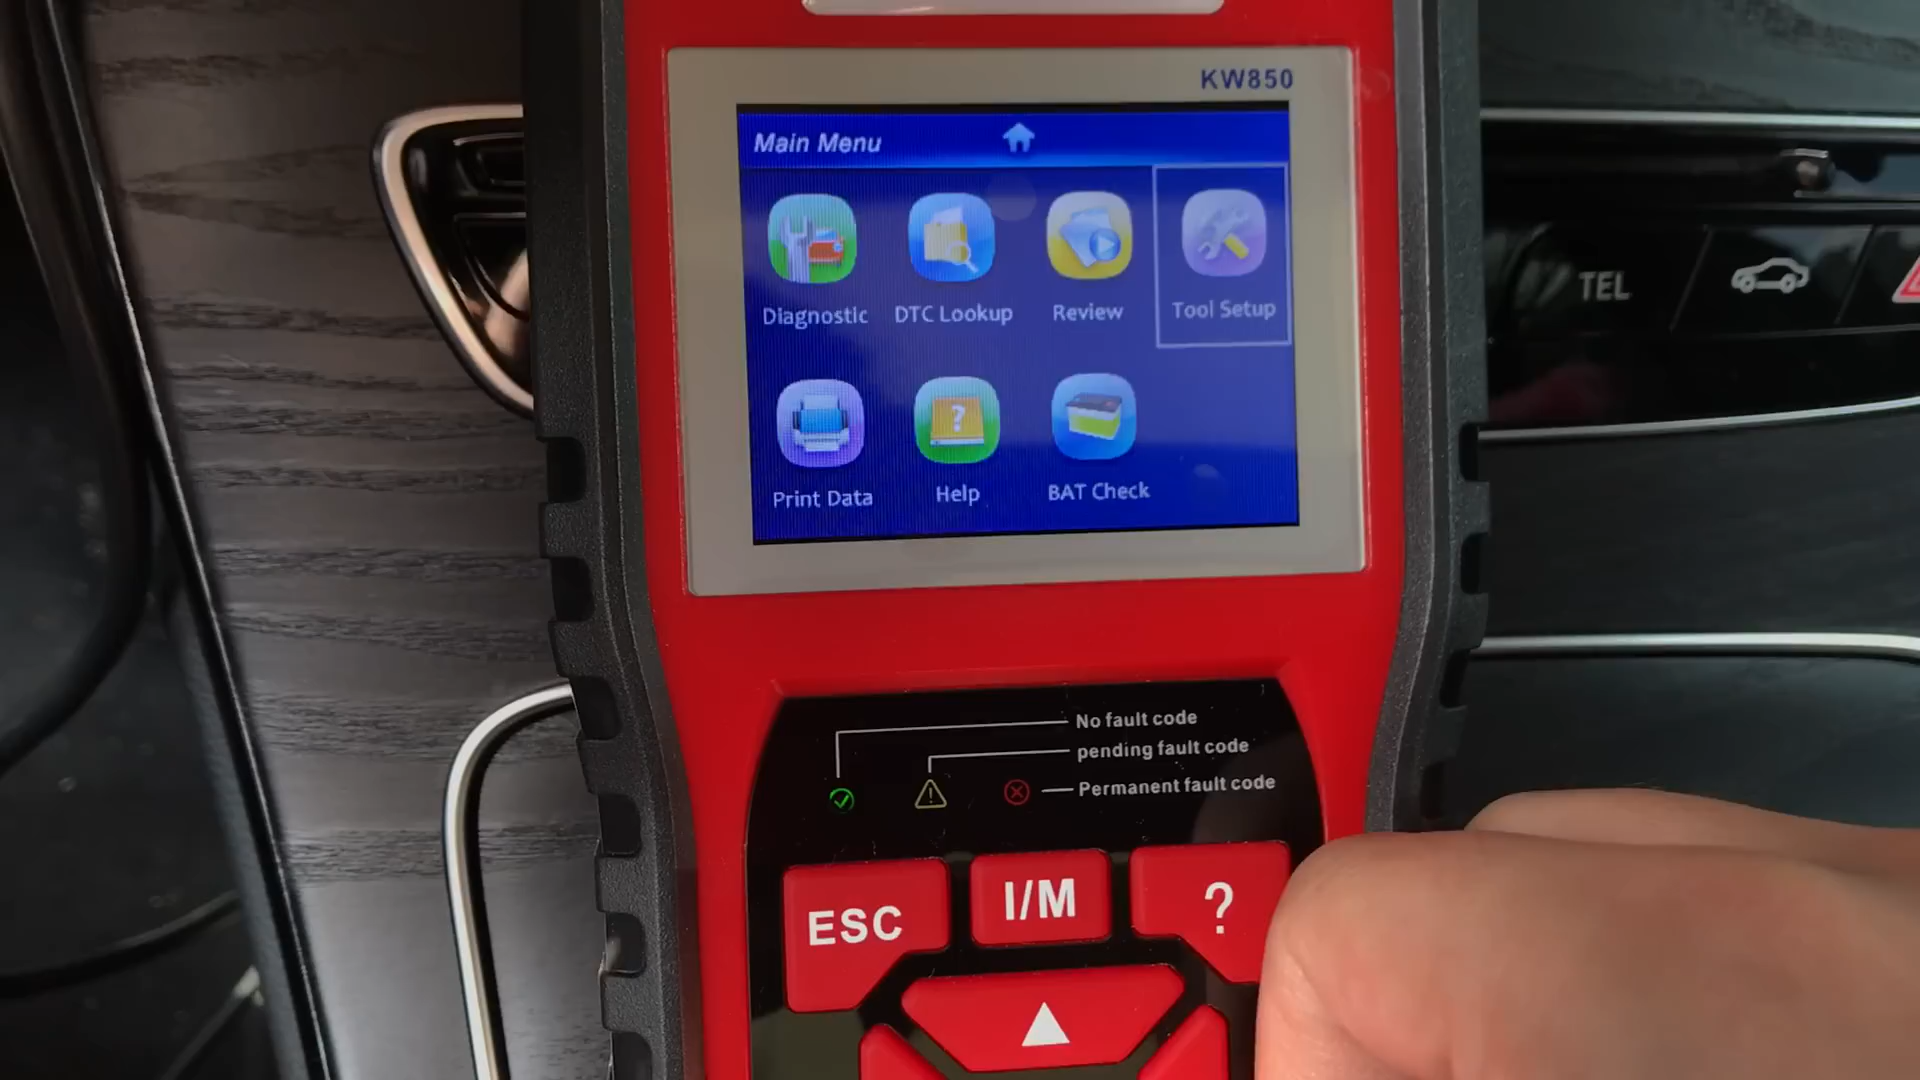 KW850
Main Menu
Diagnostic
DTC Lookup
Review
Tool Setup
Print Data
Help
BAT Check
TEL
No fault code
pending fault code
Permanent fault code
ESC
I/M
?